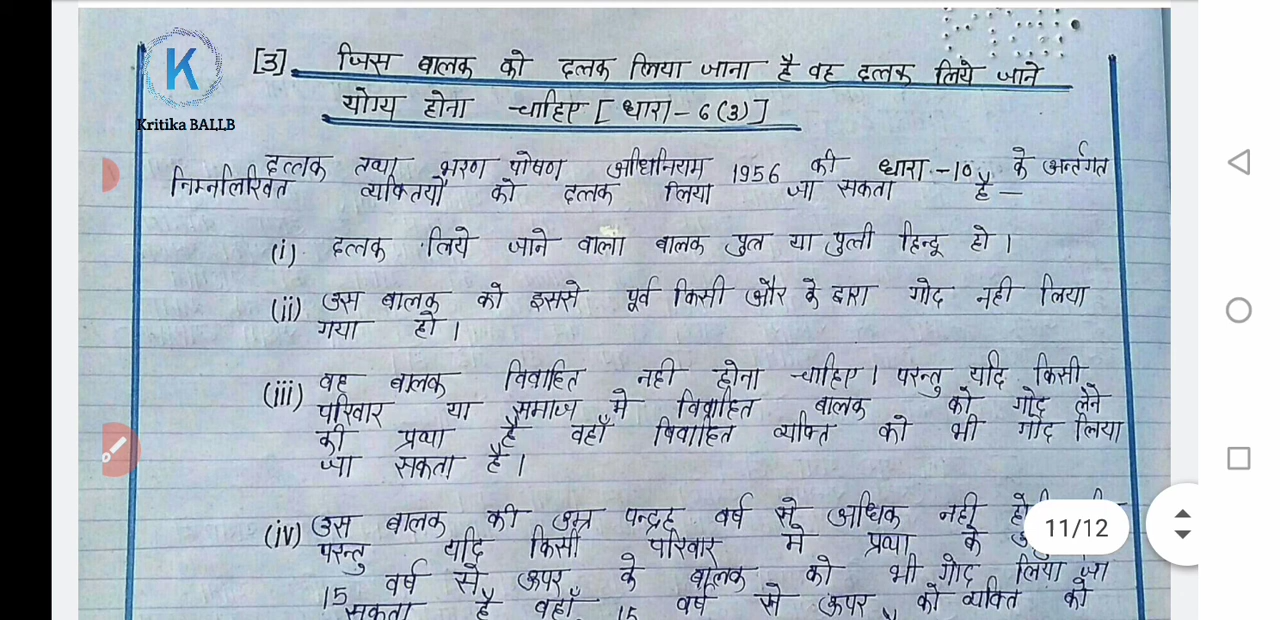 K
Kritika BALLB
[3] जिस बालक को दत्तक लिया जाना है वह दत्तक लिये जाने
योग्य होना चाहिए [ धारा - 6 (3) ]
दत्तक तथा भरण पोषण अधिनियम 1956 की धारा - 10 के अर्न्तगत
निम्नलिखित व्यक्तियों को दत्तक लिया जा सकता है -
(i) दत्तक लिये जाने वाला बालक पुत्र या पुत्री हिन्दू हो ।
(ii) उस बालक को इससे पूर्व किसी और के द्वारा गोद नही लिया
गया हो ।
(iii) वह बालक विवाहित नही होना चाहिए । परन्तु यदि किसी
परिवार या समाज मे विवाहित बालक को गोद लेने
की प्रथा है वहाँ विवाहित व्यक्ति को भी गोद लिया
जा सकता है ।
(iv) उस बालक की उम्र पन्द्रह वर्ष से अधिक नही
परन्तु यदि किसी परिवार मे प्रथा के
15 वर्ष से ऊपर के बालक को भी गोद लिया जा
सकता है वहाँ 15 वर्ष से ऊपर के व्यक्ति को
11/12